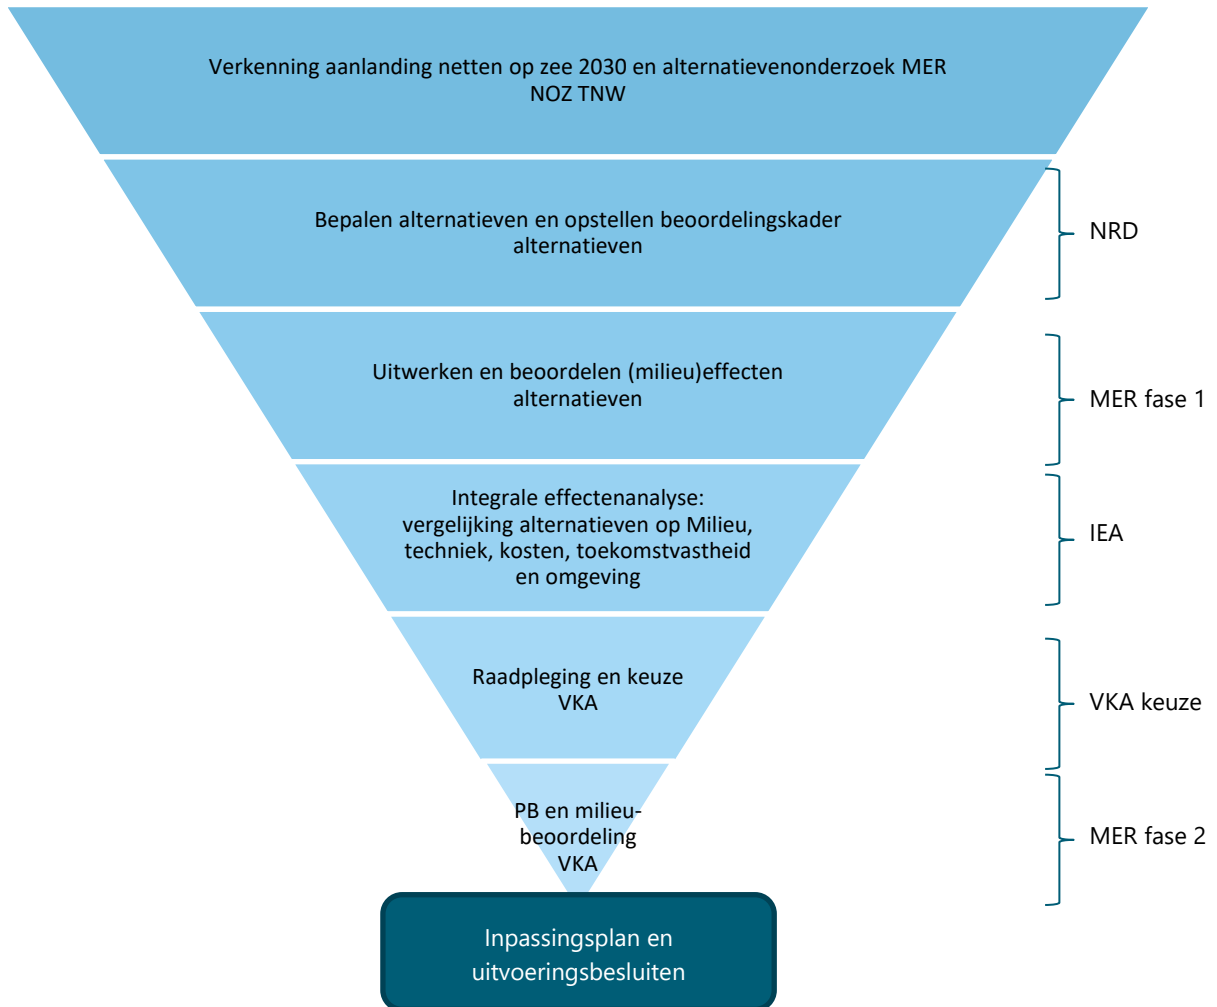 Verkenning aanlanding netten op zee 2030 en alternatievenonderzoek MER
NOZ TNW
Bepalen alternatieven en opstellen beoordelingskader
alternatieven
NRD
Uitwerken en beoordelen (milieu)effecten
alternatieven
MER fase 1
Integrale effectenanalyse:
vergelijking alternatieven op Milieu,
techniek, kosten, toekomstvastheid
en omgeving
IEA
Raadpleging en keuze
VKA
VKA keuze
PB en milieu-
beoordeling
VKA
MER fase 2
Inpassingsplan en
uitvoeringsbesluiten